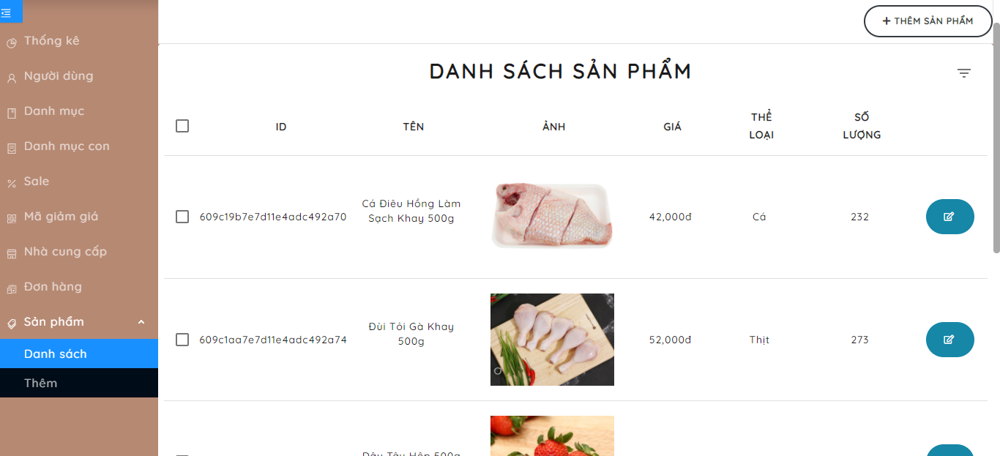 THÊM SẢN PHẨM
Thống kê
Người dùng
Danh mục
Danh mục con
Sale
Mã giảm giá
Nhà cung cấp
Đơn hàng
Sản phẩm
Danh sách
Thêm
DANH SÁCH SẢN PHẨM
ID
TÊN
ẢNH
GIÁ
THỂ
LOẠI
SỐ
LƯỢNG
609c19b7e7d11e4adc492a70
Cá Điêu Hồng Làm
Sạch Khay 500g
42,000đ
Cá
232
609c1aa7e7d11e4adc492a74
Đùi Tỏi Gà Khay
500g
52,000đ
Thịt
273
Dâu Tây Hộp 500g